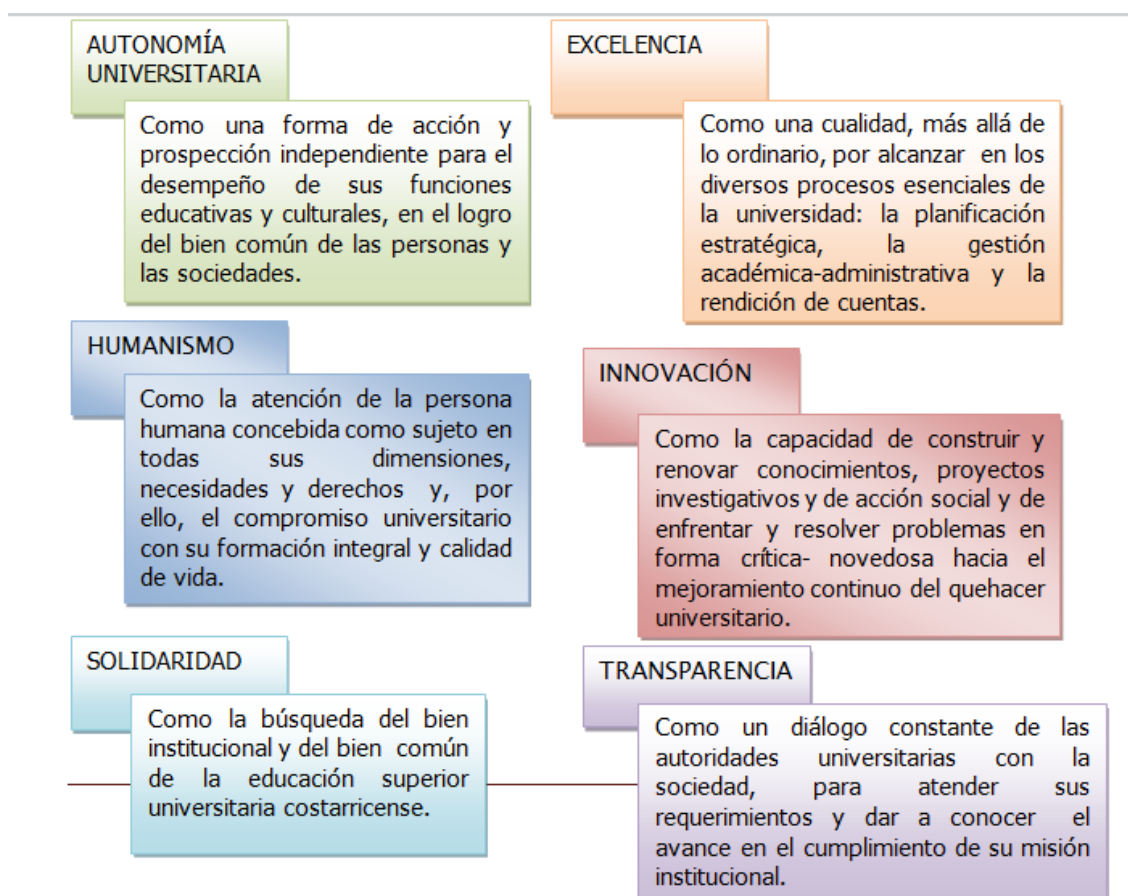 AUTONOMÍA
UNIVERSITARIA
Como una forma de acción y
prospección independiente para el
desempeño de sus funciones
educativas y culturales, en el logro
del bien común de las personas y
las sociedades.
EXCELENCIA
Como una cualidad, más allá de
lo ordinario, por alcanzar en los
diversos procesos esenciales de
la universidad: la planificación
estratégica, la gestión
académica-administrativa y la
rendición de cuentas.
HUMANISMO
Como la atención de la persona
humana concebida como sujeto en
todas sus dimensiones,
necesidades y derechos y, por
ello, el compromiso universitario
con su formación integral y calidad
de vida.
INNOVACIÓN
Como la capacidad de construir y
renovar conocimientos, proyectos
investigativos y de acción social y de
enfrentar y resolver problemas en
forma crítica- novedosa hacia el
mejoramiento continuo del quehacer
universitario.
SOLIDARIDAD
Como la búsqueda del bien
institucional y del bien común
de la educación superior
universitaria costarricense.
TRANSPARENCIA
Como un diálogo constante de las
autoridades universitarias con la
sociedad, para atender sus
requerimientos y dar a conocer el
avance en el cumplimiento de su misión
institucional.